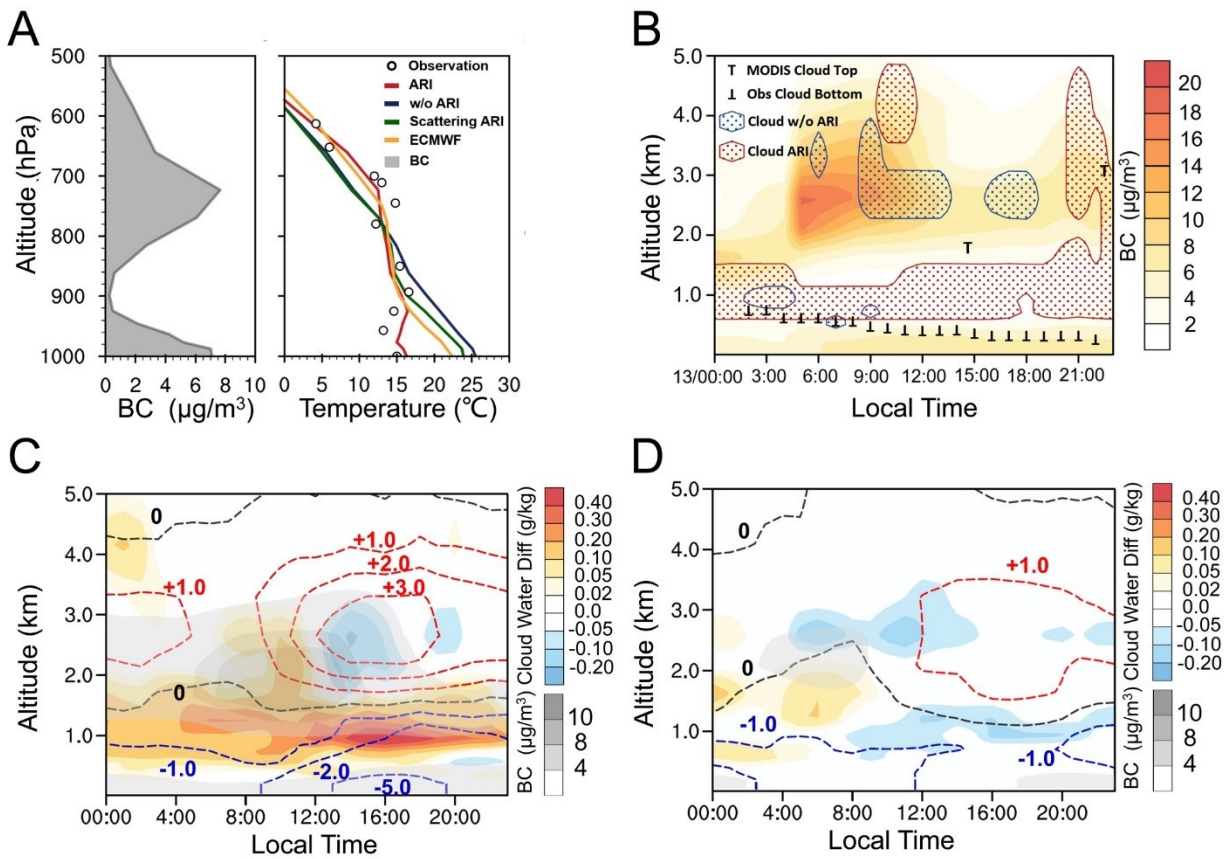 A
500
600
700
800
900
1000
Altitude (hPa)
0 2 4 6 8 10
BC (μg/m³)
Observation
ARI
w/o ARI
Scattering ARI
ECMWF
BC
0 5 10 15 20 25 30
Temperature (℃)
B
5.0
4.0
3.0
2.0
1.0
Altitude (km)
T MODIS Cloud Top
⊥ Obs Cloud Bottom
Cloud w/o ARI
Cloud ARI
T
T
13/00:00 3:00 6:00 9:00 12:00 15:00 18:00 21:00
Local Time
20
18
16
14
12
10
8
6
4
2
BC (μg/m³)
C
5.0
4.0
3.0
2.0
1.0
Altitude (km)
0
+1.0
+1.0
+2.0
+3.0
0
-1.0
-2.0
-5.0
00:00 4:00 8:00 12:00 16:00 20:00
Local Time
0.40
0.30
0.20
0.10
0.05
0.02
0.0
-0.05
-0.10
-0.20
Cloud Water Diff (g/kg)
10
8
4
BC (μg/m³)
D
5.0
4.0
3.0
2.0
1.0
Altitude (km)
0
+1.0
0
-1.0
-1.0
00:00 4:00 8:00 12:00 16:00 20:00
Local Time
0.40
0.30
0.20
0.10
0.05
0.02
0.0
-0.05
-0.10
-0.20
Cloud Water Diff (g/kg)
10
8
4
BC (μg/m³)